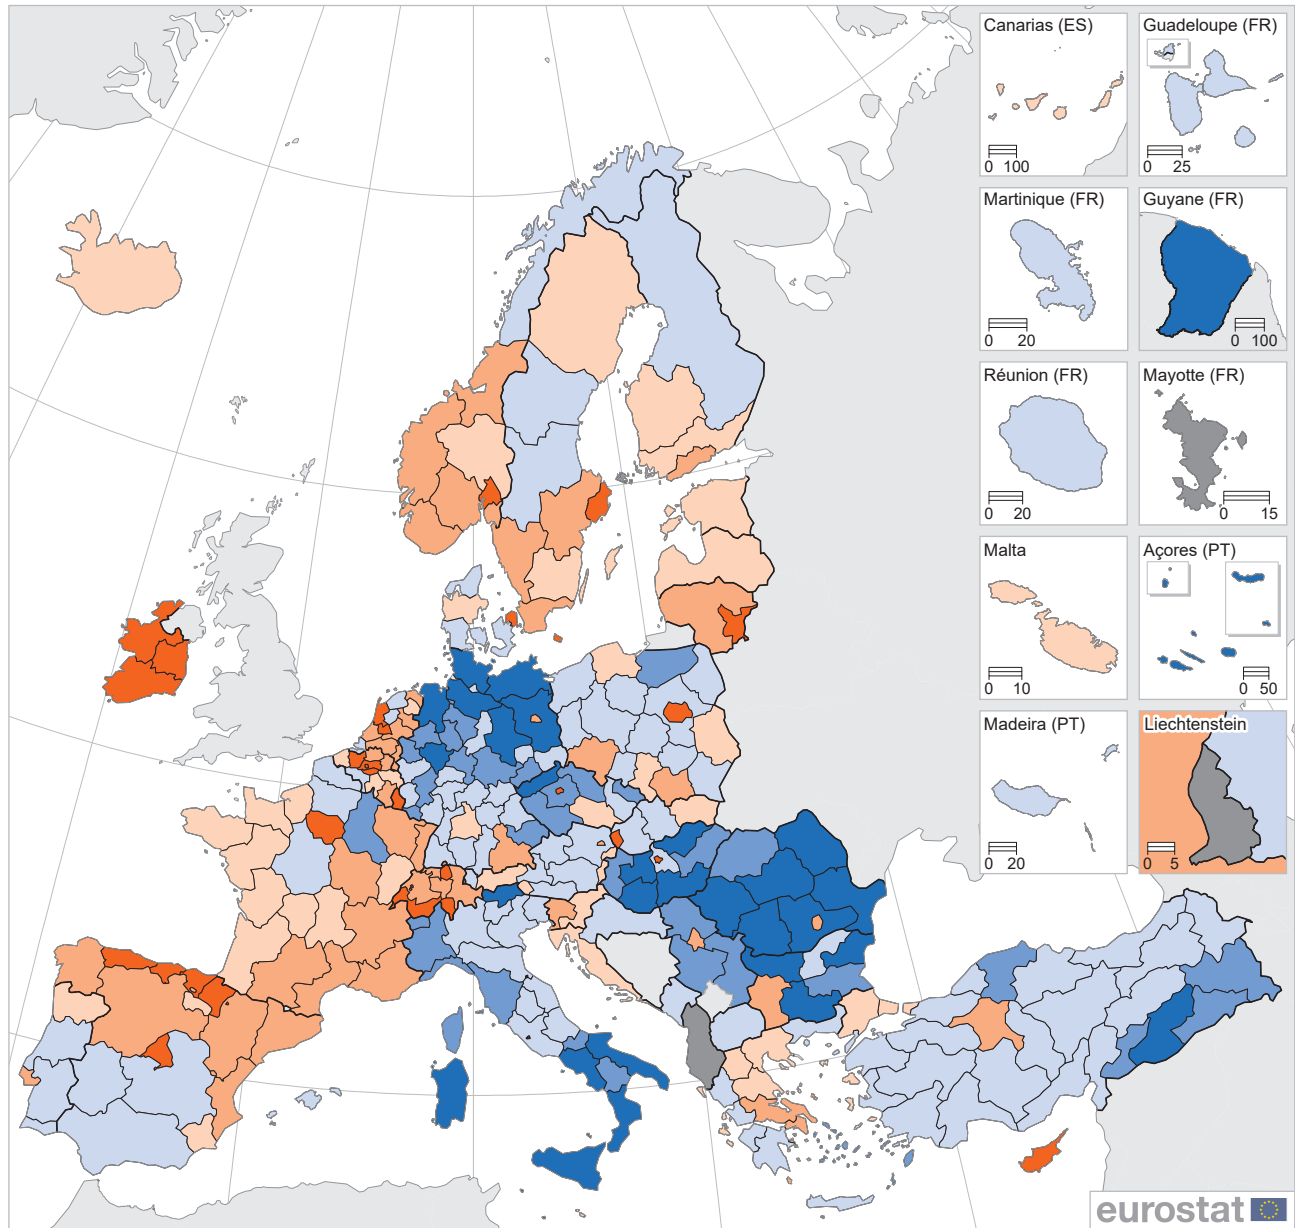 Canarias (ES)
0 100
Guadeloupe (FR)
0 25
Martinique (FR)
0 20
Guyane (FR)
0 100
Réunion (FR)
0 20
Mayotte (FR)
0 15
Malta
0 10
Açores (PT)
0 50
Madeira (PT)
0 20
Liechtenstein
0 5
eurostat